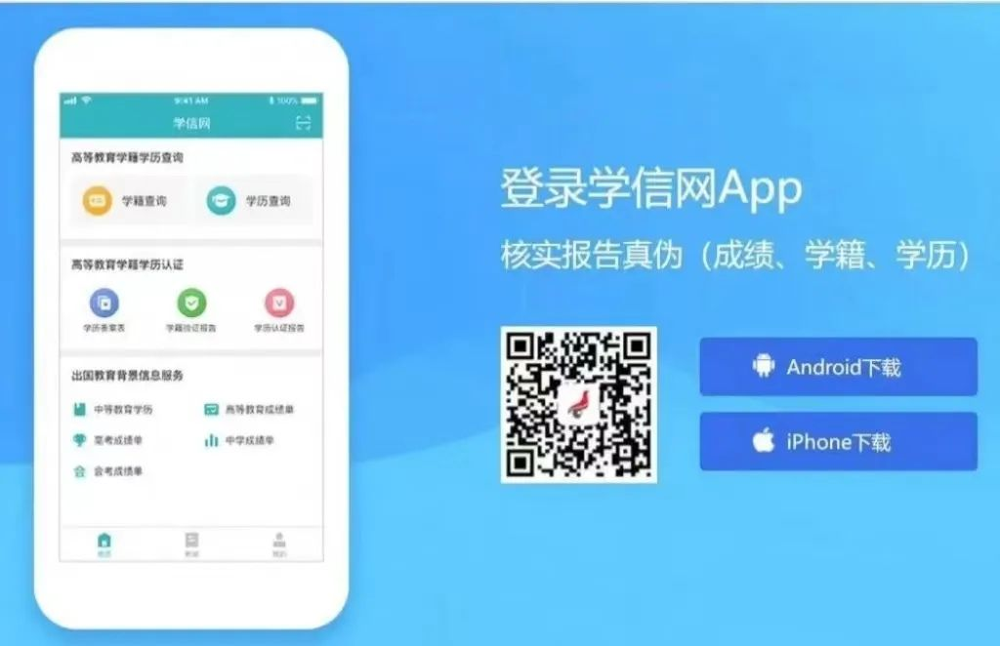 9:41 AM
100%
学信网
高等教育学籍学历查询
学籍查询
学历查询
高等教育学籍学历认证
学历备案表
学籍验证报告
学历认证报告
出国教育背景信息服务
中等教育学历
高等教育成绩单
高考成绩单
中学成绩单
会考成绩单
登录学信网App
核实报告真伪（成绩、学籍、学历）
Android下载
iPhone下载